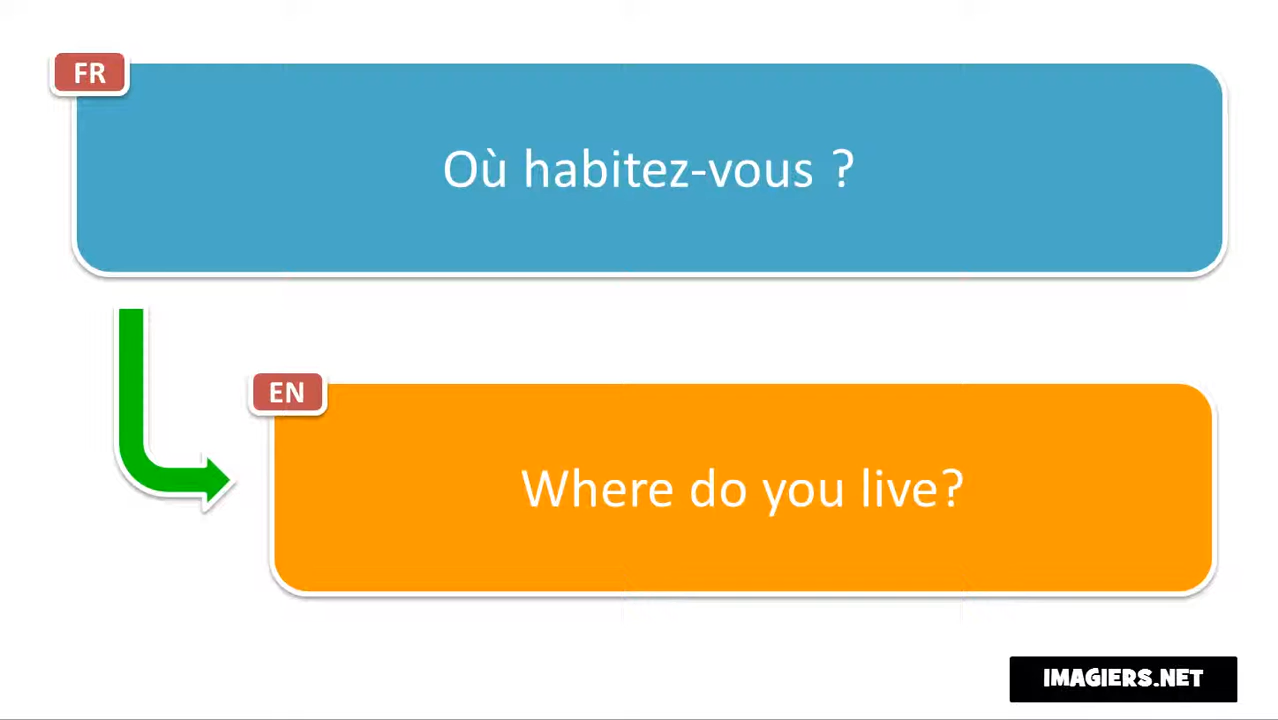 FR
Où habitez-vous ?
EN
Where do you live?
IMAGIERS.NET